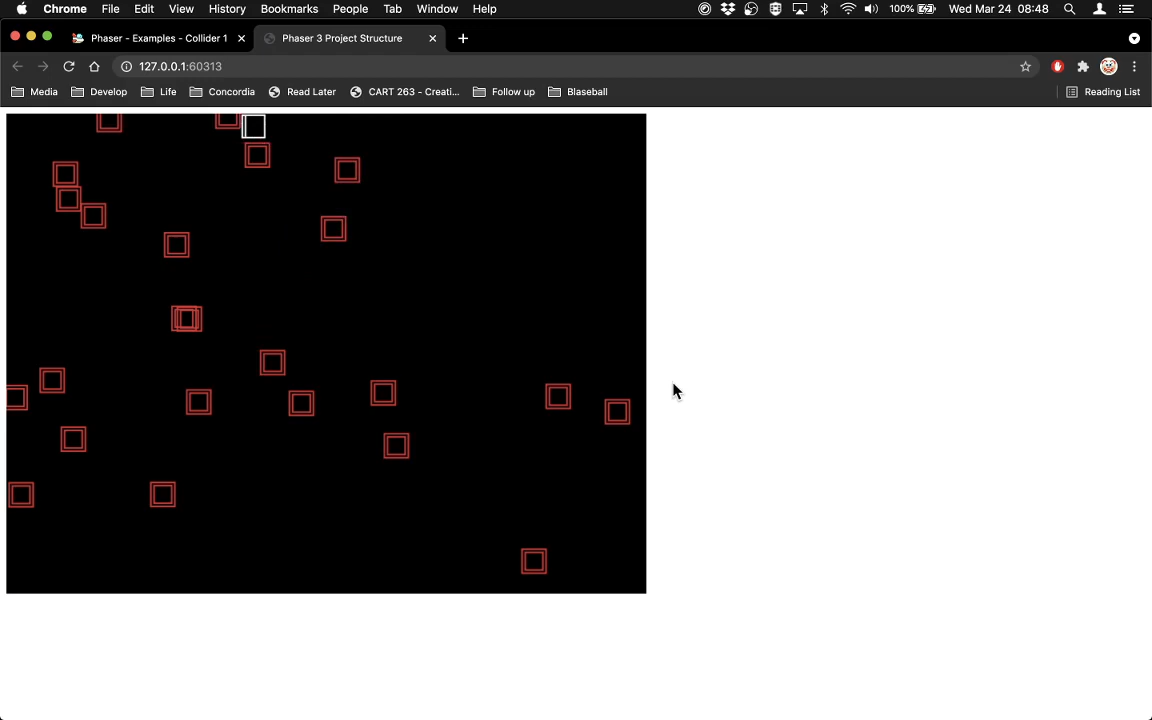 Chrome File Edit View History Bookmarks People Tab Window Help 100% Wed Mar 24 08:48
Phaser - Examples - Collider 1 Phaser 3 Project Structure
127.0.0.1:60313
Media Develop Life Concordia Read Later CART 263 - Creati... Follow up Blaseball Reading List